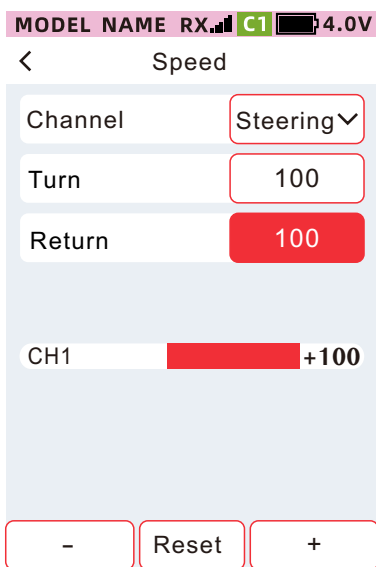 MODEL NAME RX C1 4.0V
< Speed
Channel Steering
Turn 100
Return 100
CH1 +100
- Reset +